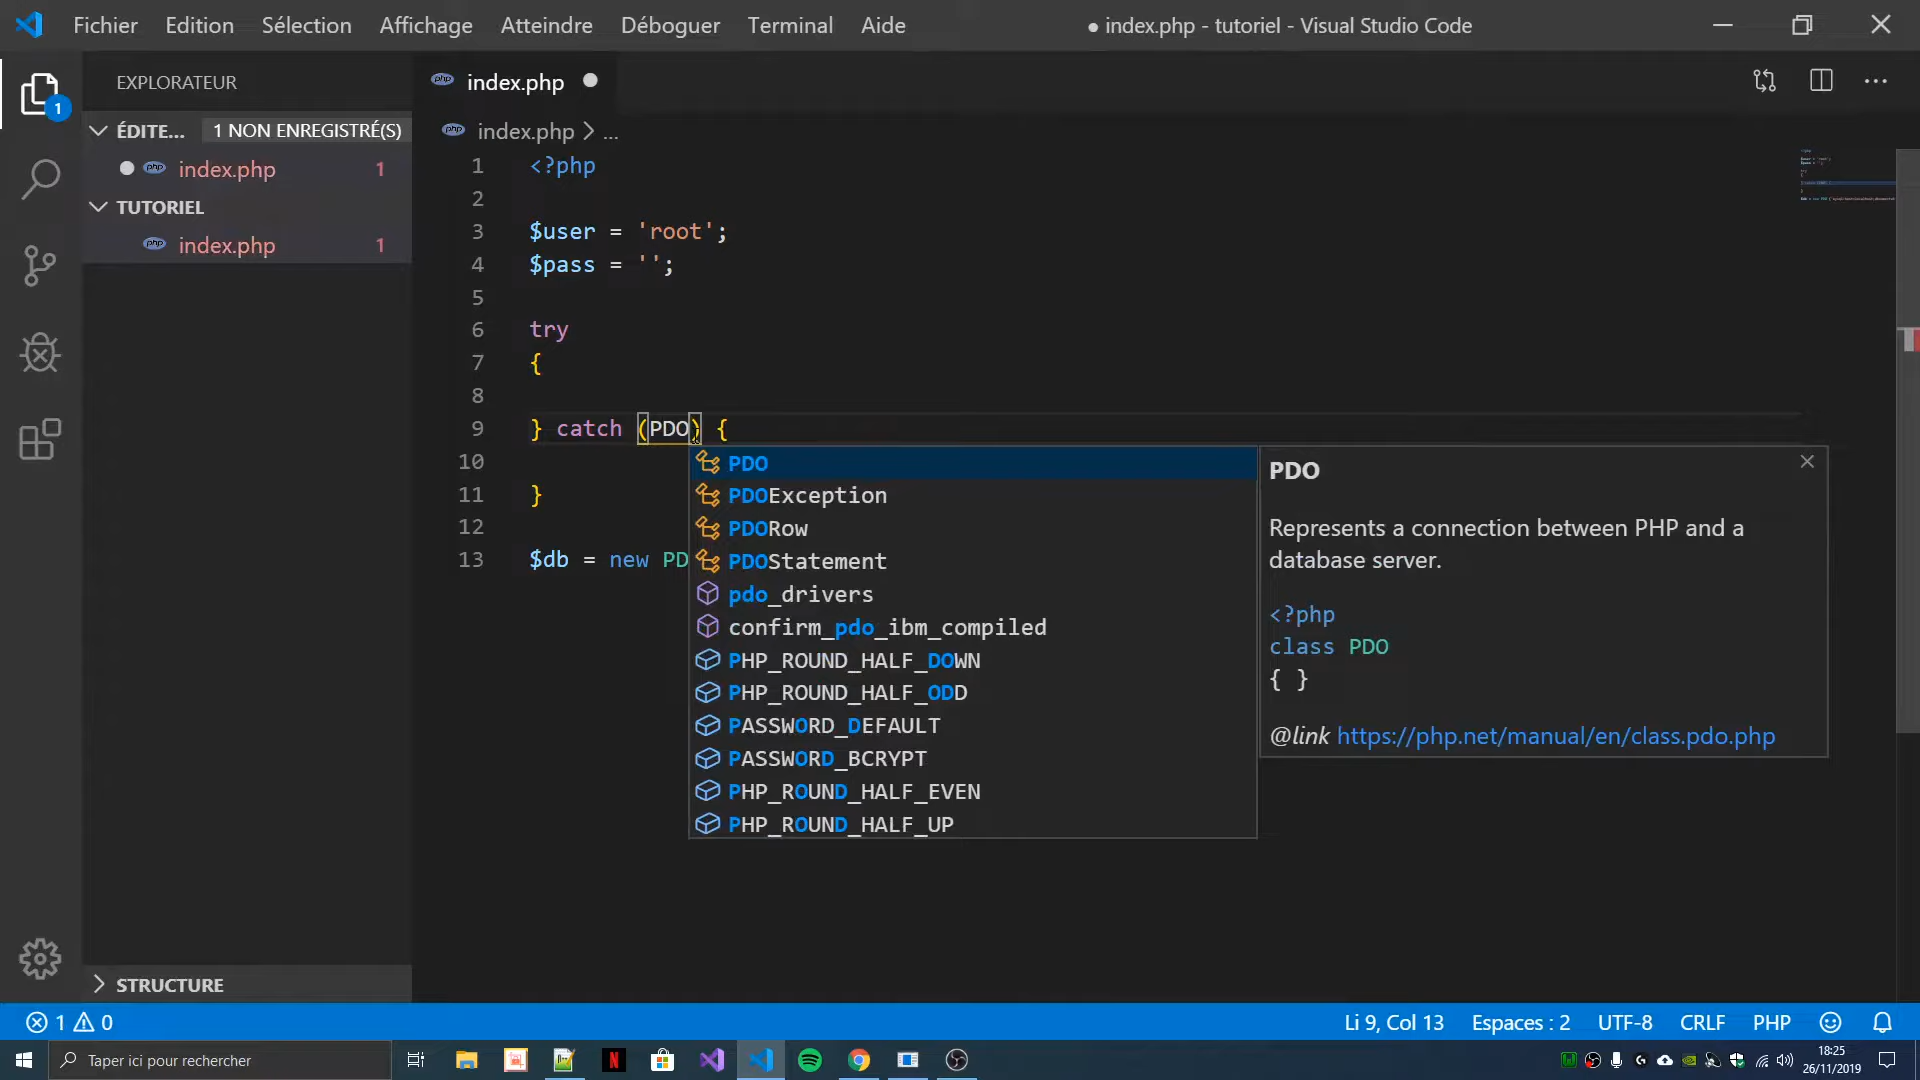 Fichier Edition Sélection Affichage Atteindre Déboguer Terminal Aide ● index.php - tutoriel - Visual Studio Code
EXPLORATEUR
ÉDITE... 1 NON ENREGISTRÉ(S)
index.php 1
TUTORIEL
index.php 1
STRUCTURE
1
index.php
index.php > ...
1 <?php
2
3 $user = 'root';
4 $pass = '';
5
6 try
7 {
8
9 } catch (PDO) {
10
11 }
12
13 $db = new PD
PDO
PDOException
PDORow
PDOStatement
pdo_drivers
confirm_pdo_ibm_compiled
PHP_ROUND_HALF_DOWN
PHP_ROUND_HALF_ODD
PASSWORD_DEFAULT
PASSWORD_BCRYPT
PHP_ROUND_HALF_EVEN
PHP_ROUND_HALF_UP
PDO
Represents a connection between PHP and a
database server.
<?php
class PDO
{ }
@link https://php.net/manual/en/class.pdo.php
1 0 Li 9, Col 13 Espaces : 2 UTF-8 CRLF PHP
Taper ici pour rechercher
18:25
26/11/2019